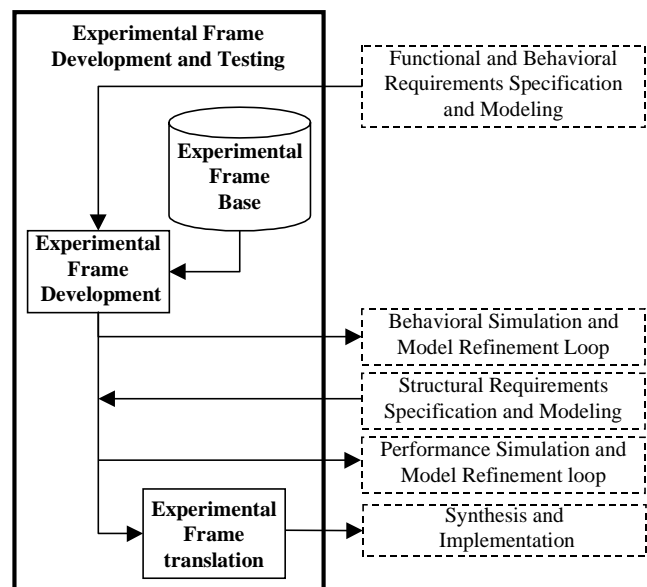 Experimental Frame
Development and Testing
Functional and Behavioral
Requirements Specification
and Modeling
Experimental
Frame
Base
Experimental
Frame
Development
Behavioral Simulation and
Model Refinement Loop
Structural Requirements
Specification and Modeling
Performance Simulation and
Model Refinement loop
Experimental
Frame
translation
Synthesis and
Implementation